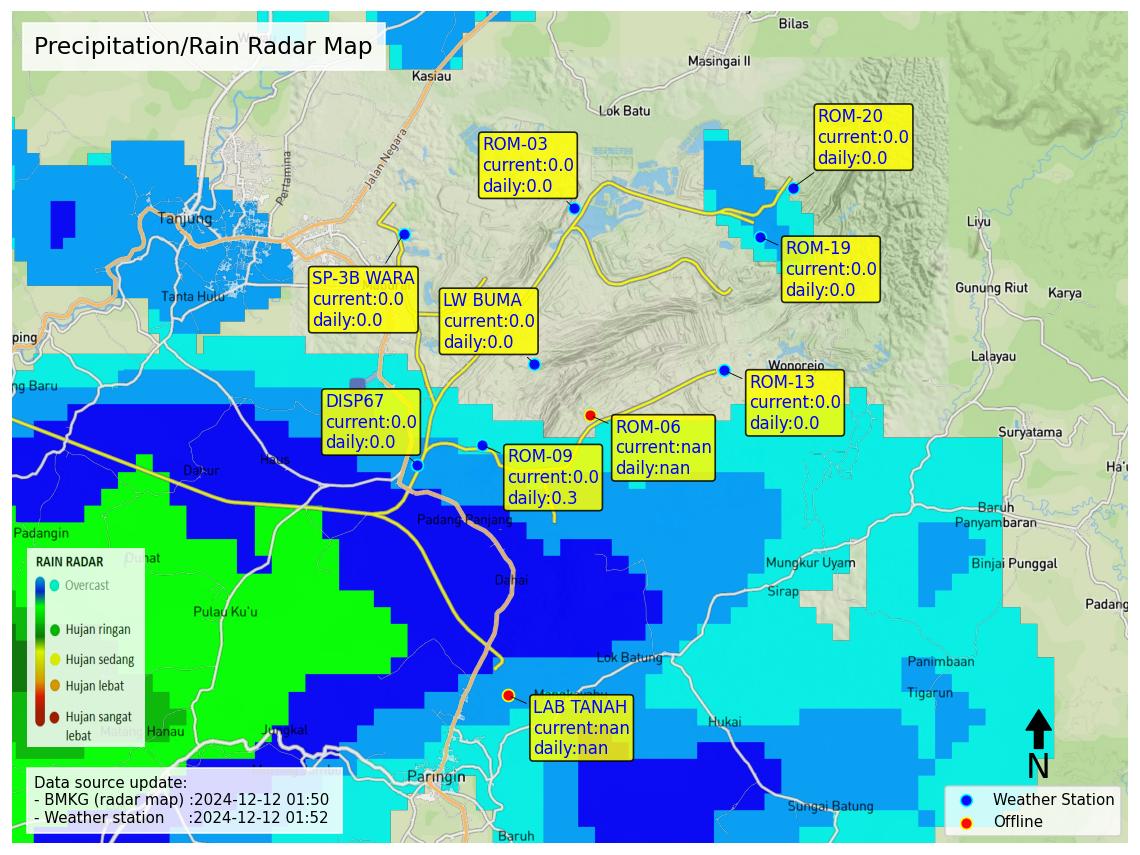 Precipitation/Rain Radar Map
Bilas
Masingai II
Kasiau
Lok Batu
Jalan Negara
Pertamina
Tanjung
Tanta Hulu
ROM-20
current:0.0
daily:0.0
ROM-03
current:0.0
daily:0.0
ROM-19
current:0.0
daily:0.0
SP-3B WARA
current:0.0
daily:0.0
LW BUMA
current:0.0
daily:0.0
Liyu
Gunung Riut
Karya
Lalayau
Wonorejo
ping
ng Baru
ROM-13
current:0.0
daily:0.0
DISP67
current:0.0
daily:0.0
ROM-06
current:nan
daily:nan
ROM-09
current:0.0
daily:0.3
Suryatama
Ha'u
Haus
Dahur
Baruh
Panyambaran
Padangin
Padang Panjang
Binjai Punggal
Mungkur Uyam
Dahai
Sirap
Padang
Pulau Ku'u
Lok Batung
Panimbaan
Tigarun
Hukai
LAB TANAH
current:nan
daily:nan
Jungkal
Paringin
Sungai Batung
Baruh
RAIN RADAR
Overcast
Hujan ringan
Hujan sedang
Hujan lebat
Hujan sangat
lebat
Data source update:
- BMKG (radar map) :2024-12-12 01:50
- Weather station :2024-12-12 01:52
N
Weather Station
Offline